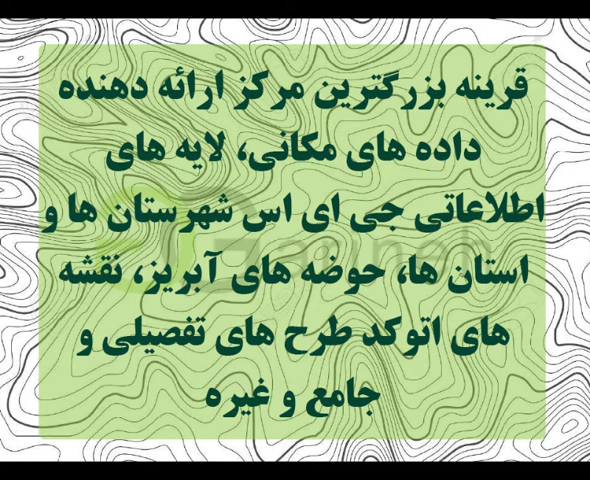 قرینه بزرگترین مرکز ارائه دهنده
داده های مکانی، لایه های
اطلاعاتی جی ای اس شهرستان ها و
استان ها، حوضه های آبریز، نقشه
های اتوکد طرح های تفصیلی و
جامع و غیره